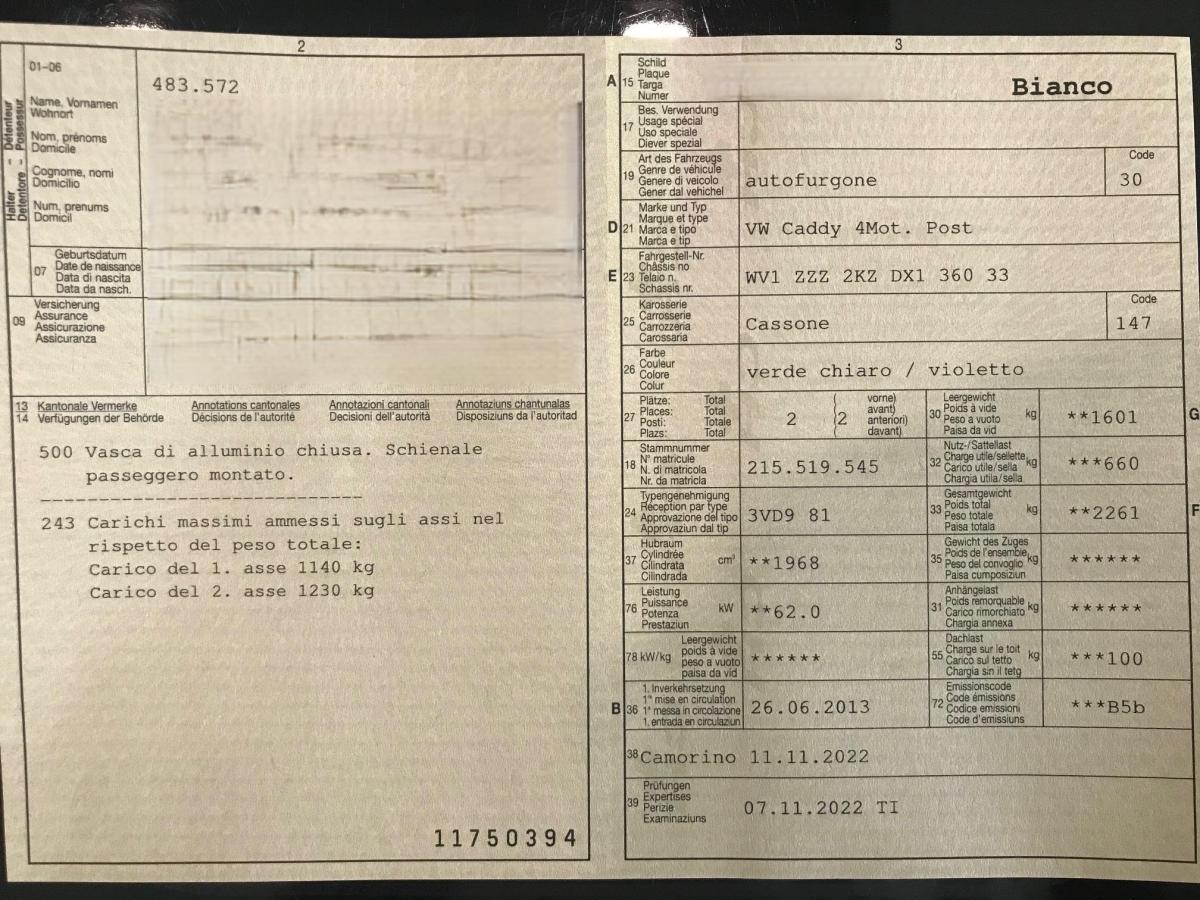 2
01-06
483.572
Halter - Détenteur
Detentore - Possessur
Name, Vornamen
Wohnort
Nom, prénoms
Domicile
Cognome, nomi
Domicilio
Num, prenums
Domicil
07
Geburtsdatum
Date de naissance
Data di nascita
Data da nasch.
09
Versicherung
Assurance
Assicurazione
Assicuranza
13 Kantonale Vermerke Annotations cantonales Annotazioni cantonali Annotaziuns chantunalas
14 Verfügungen der Behörde Décisions de l'autorité Decisioni dell'autorità Disposiziuns da l'autoritad
500 Vasca di alluminio chiusa. Schienale
passeggero montato.
243 Carichi massimi ammessi sugli assi nel
rispetto del peso totale:
Carico del 1. asse 1140 kg
Carico del 2. asse 1230 kg
11750394
3
A 15
Schild
Plaque
Targa
Numer
Bianco
17
Bes. Verwendung
Usage spécial
Uso speciale
Diever spezial
19
Art des Fahrzeugs
Genre de véhicule
Genere di veicolo
Gener dal vehichel
autofurgone
Code
30
D 21
Marke und Typ
Marque et type
Marca e tipo
Marca e tip
VW Caddy 4Mot. Post
E 23
Fahrgestell-Nr.
Châssis no
Telaio n.
Schassis nr.
WV1 ZZZ 2KZ DX1 360 33
25
Karosserie
Carrosserie
Carrozzeria
Carossaria
Cassone
Code
147
26
Farbe
Couleur
Colore
Colur
verde chiaro / violetto
27
Plätze: Total
Places: Total
Posti: Totale
Plazs: Total
2 (2
vorne)
avant)
anteriori)
davant)
30
Leergewicht
Poids à vide
Peso a vuoto
Paisa da vid
kg
**1601
G
18
Stammnummer
N° matricule
N. di matricola
Nr. da matricla
215.519.545
32
Nutz-/Sattellast
Charge utile/sellette
Carico utile/sella
Chargia utila/sella
kg
***660
24
Typengenehmigung
Réception par type
Approvazione del tipo
Approvaziun dal tip
3VD9 81
33
Gesamtgewicht
Poids total
Peso totale
Paisa totala
kg
**2261
F
37
Hubraum
Cylindrée
Cilindrata
Cilindrada
cm³
**1968
35
Gewicht des Zuges
Poids de l'ensemble
Peso del convoglio
Paisa cumposiziun
kg
******
76
Leistung
Puissance
Potenza
Prestaziun
kW
**62.0
31
Anhängelast
Poids remorquable
Carico rimorchiato
Chargia annexa
kg
******
78 kW/kg
Leergewicht
poids à vide
peso a vuoto
paisa da vid
******
55
Dachlast
Charge sur le toit
Carico sul tetto
Chargia sin il tetg
kg
***100
B 36
1. Inverkehrsetzung
1re mise en circulation
1a messa in circolazione
1. entrada en circulaziun
26.06.2013
72
Emissionscode
Code émissions
Codice emissioni
Code d'emissiuns
***B5b
38 Camorino 11.11.2022
39
Prüfungen
Expertises
Perizie
Examinaziuns
07.11.2022 TI